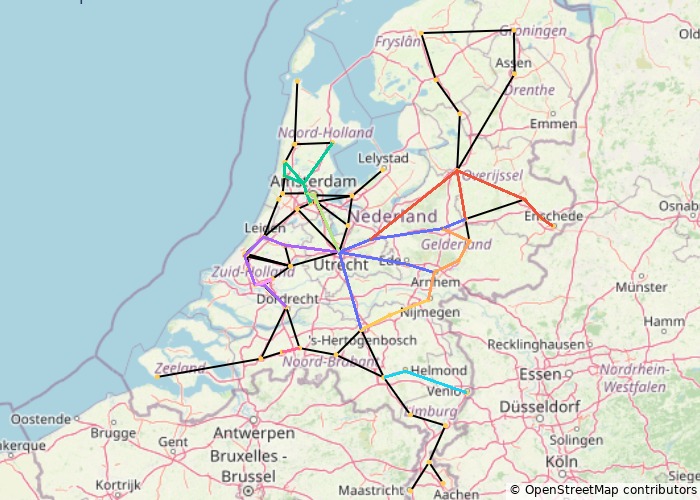 Fryslân
Groningen
Old
Assen
Drenthe
Emmen
Noord-Holland
Lelystad
Amsterdam
Overijssel
Osnab
Nederland
Enschede
Leiden
Gelderland
Utrecht
Ede
Zuid-Holland
Arnhem
Münster
Dordrecht
Nijmegen
Hamm
's-Hertogenbosch
Recklinghausen
Zeeland
Noord-Brabant
Helmond
Essen
Nordrhein-
Westfalen
Venlo
Oostende
Limburg
Düsseldorf
Brugge
Antwerpen
nkerque
Gent
Solingen
Bruxelles -
Brussel
Köln
Kortrijk
Maastricht
Aachen
© OpenStreetMap contributors